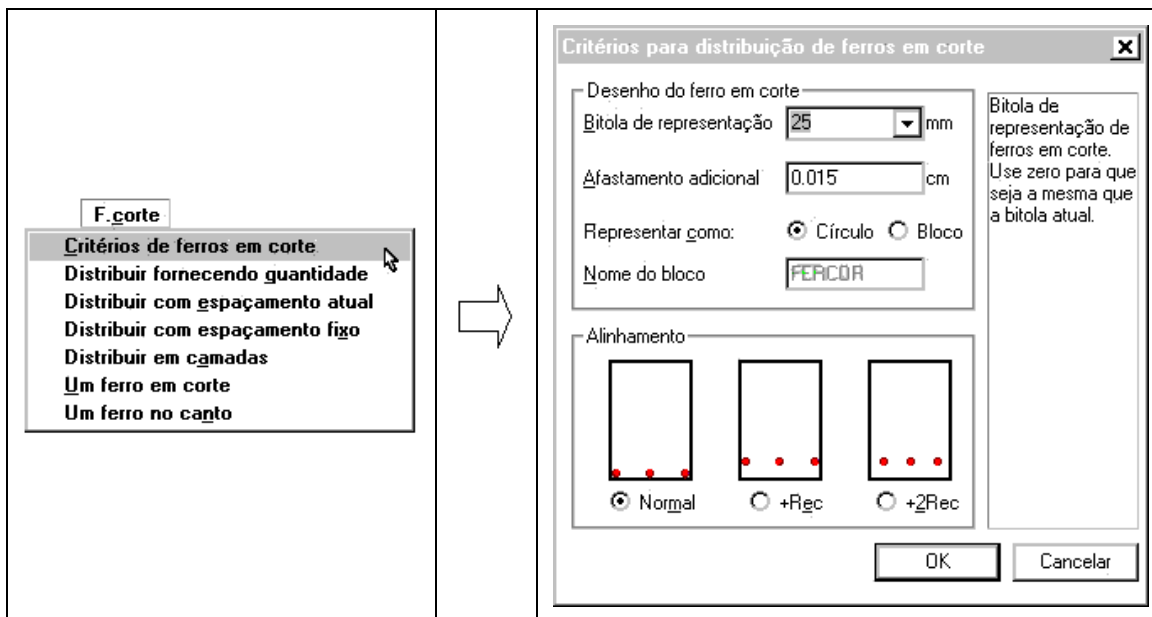 F.corte
Critérios de ferros em corte
Distribuir fornecendo quantidade
Distribuir com espaçamento atual
Distribuir com espaçamento fixo
Distribuir em camadas
Um ferro em corte
Um ferro no canto
Critérios para distribuição de ferros em corte
Desenho do ferro em corte
Bitola de representação 25 mm
Afastamento adicional 0.015 cm
Representar como: Círculo Bloco
Nome do bloco FERCOR
Alinhamento
Normal +Rec +2Rec
Bitola de
representação de
ferros em corte.
Use zero para que
seja a mesma que
a bitola atual.
OK Cancelar